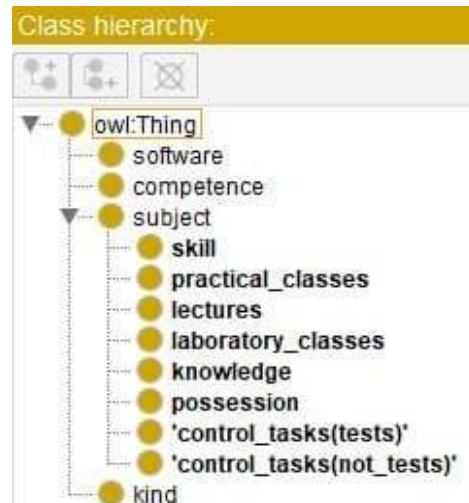 Class hierarchy:
owl:Thing
software
competence
subject
skill
practical_classes
lectures
laboratory_classes
knowledge
possession
'control_tasks(tests)'
'control_tasks(not_tests)'
kind